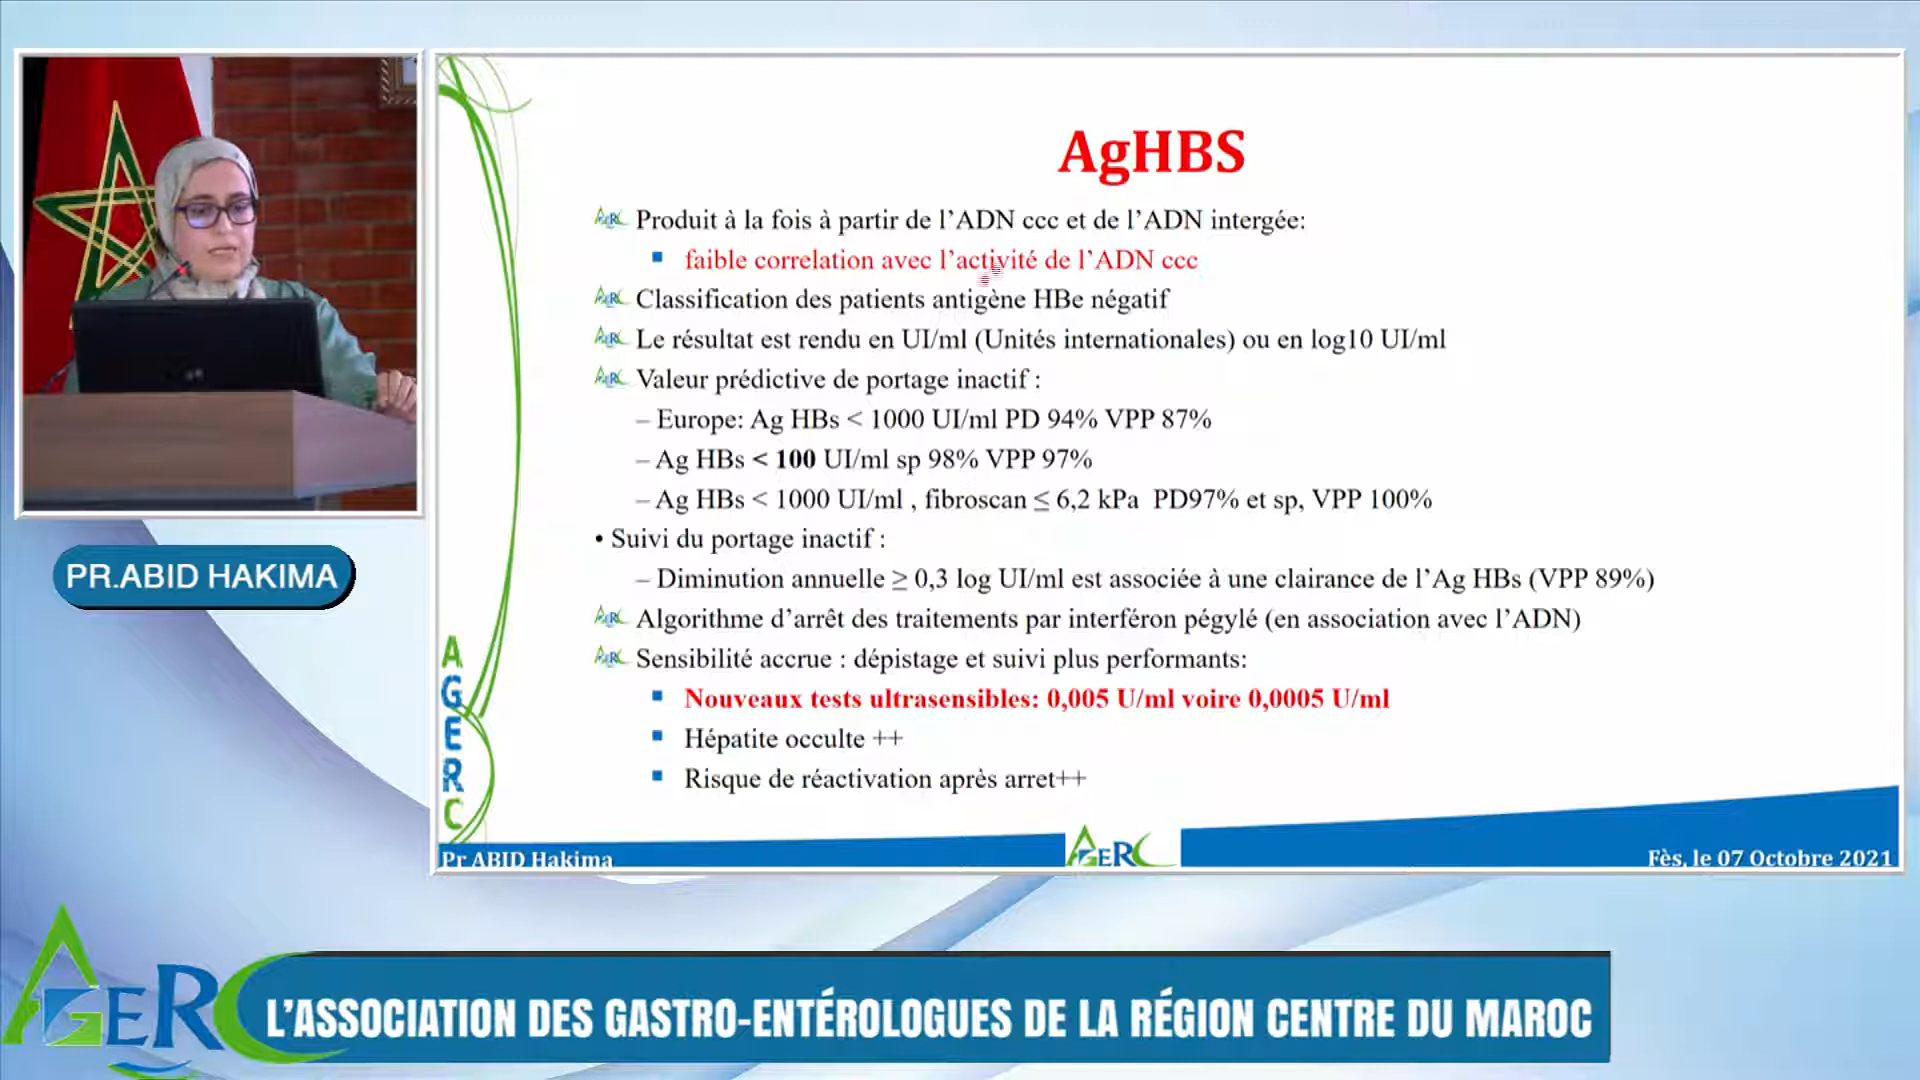 AgHBS
Produit à la fois à partir de l’ADN ccc et de l’ADN intergée:
faible correlation avec l’activité de l’ADN ccc
Classification des patients antigène HBe négatif
Le résultat est rendu en UI/ml (Unités internationales) ou en log10 UI/ml
Valeur prédictive de portage inactif :
– Europe: Ag HBs < 1000 UI/ml PD 94% VPP 87%
– Ag HBs < 100 UI/ml sp 98% VPP 97%
– Ag HBs < 1000 UI/ml , fibroscan ≤ 6,2 kPa PD97% et sp, VPP 100%
• Suivi du portage inactif :
– Diminution annuelle ≥ 0,3 log UI/ml est associée à une clairance de l’Ag HBs (VPP 89%)
Algorithme d’arrêt des traitements par interféron pégylé (en association avec l’ADN)
Sensibilité accrue : dépistage et suivi plus performants:
Nouveaux tests ultrasensibles: 0,005 U/ml voire 0,0005 U/ml
Hépatite occulte ++
Risque de réactivation après arret++
AGERC
Pr ABID Hakima
AGERC
Fès, le 07 Octobre 2021
PR.ABID HAKIMA
AGERC
L’ASSOCIATION DES GASTRO-ENTÉROLOGUES DE LA RÉGION CENTRE DU MAROC